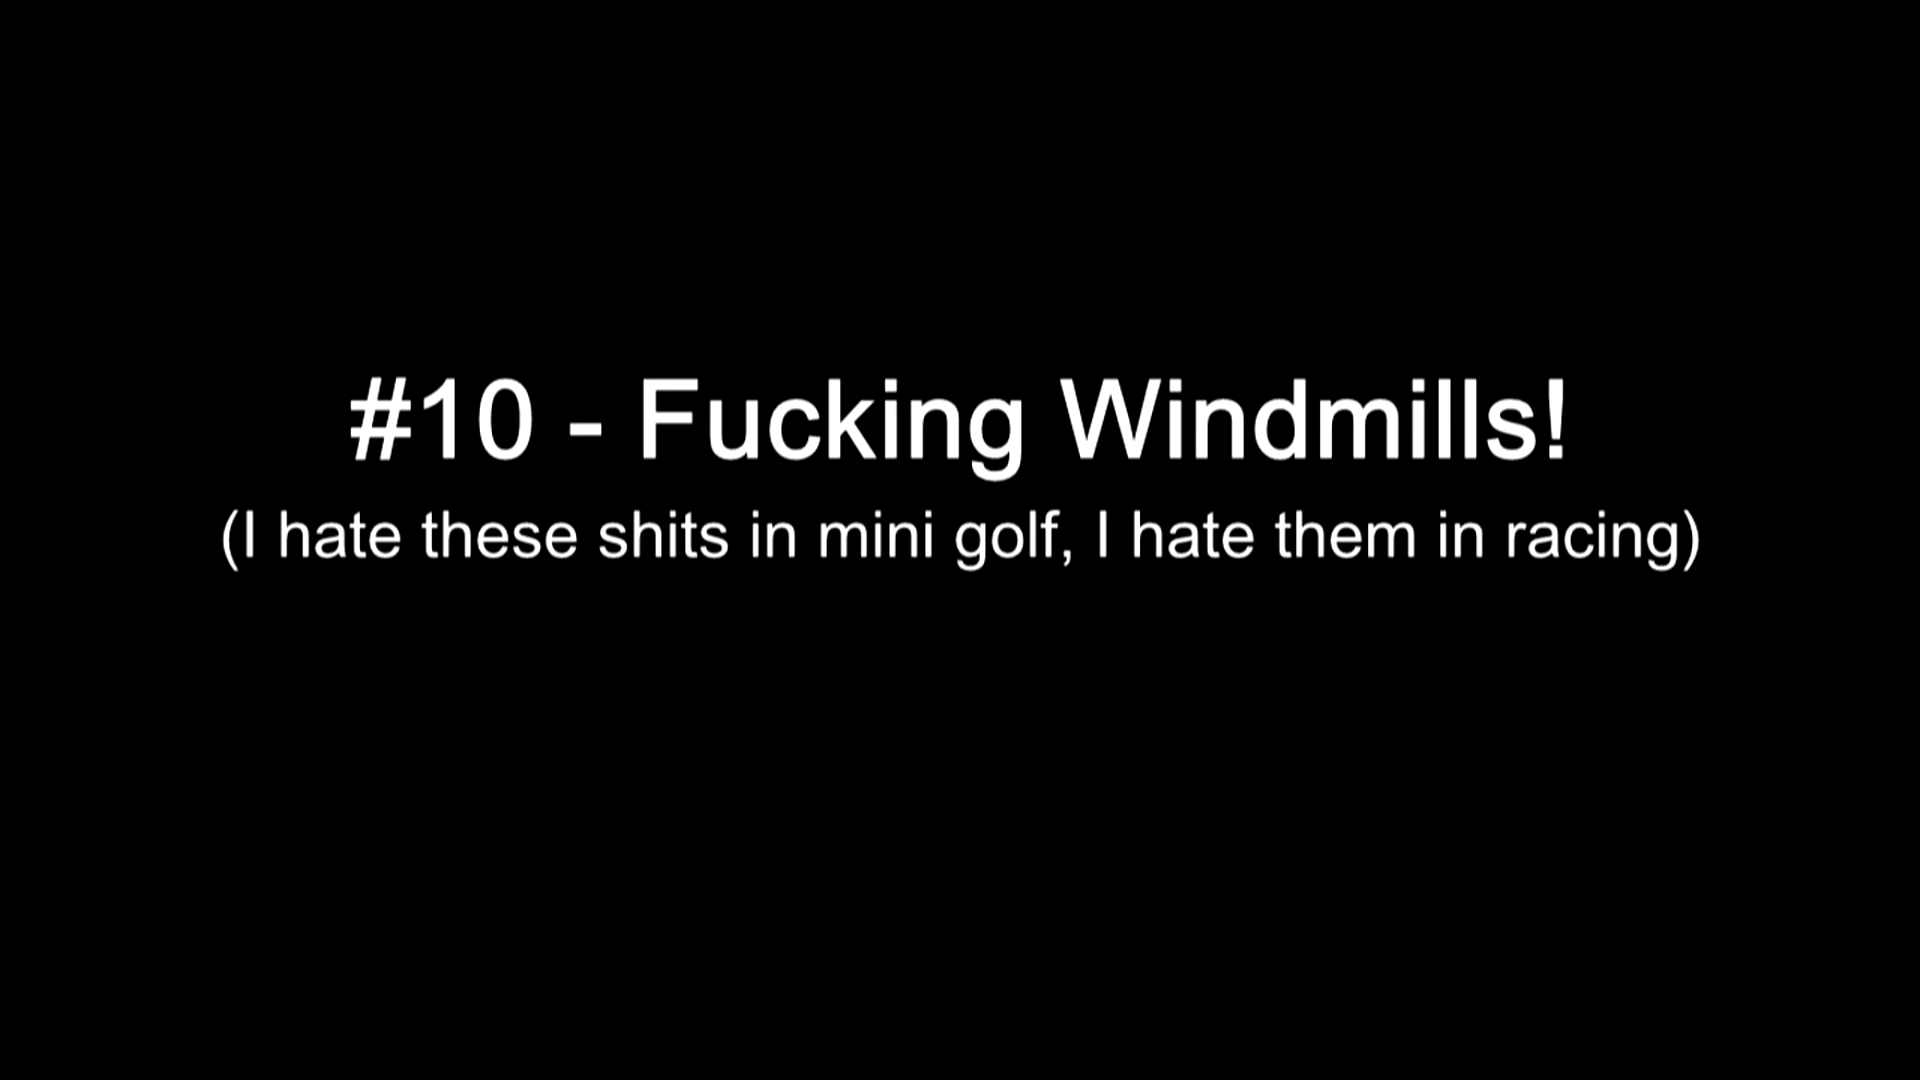 #10 - Fucking Windmills!
(I hate these shits in mini golf, I hate them in racing)